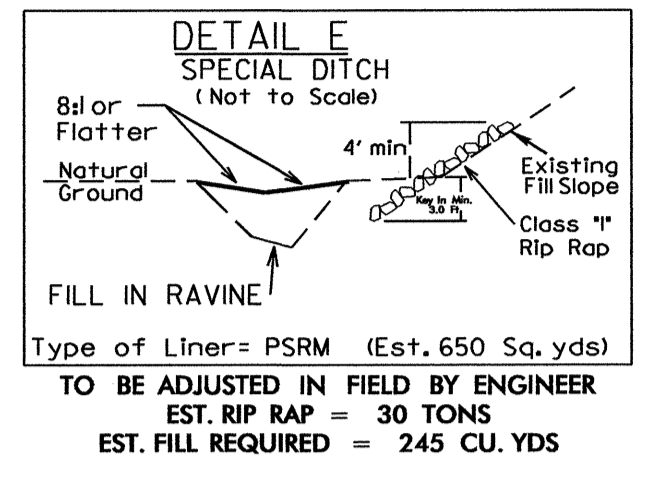 DETAIL E
SPECIAL DITCH
(Not to Scale)
8:1 or
Flatter
Natural
Ground
4' min
Key In Min.
3.0 Ft.
Existing
Fill Slope
Class "I"
Rip Rap
FILL IN RAVINE
Type of Liner= PSRM (Est. 650 Sq. yds)
TO BE ADJUSTED IN FIELD BY ENGINEER
EST. RIP RAP = 30 TONS
EST. FILL REQUIRED = 245 CU. YDS